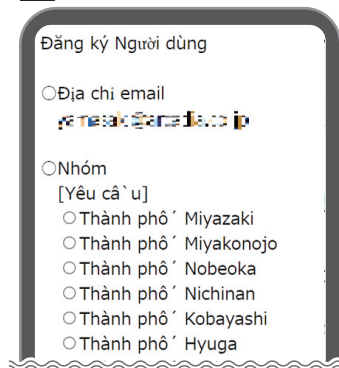 Đăng ký Người dùng
○Địa chỉ email
○Nhóm
[Yêu cầu]
○Thành phố Miyazaki
○Thành phố Miyakonojo
○Thành phố Nobeoka
○Thành phố Nichinan
○Thành phố Kobayashi
○Thành phố Hyuga